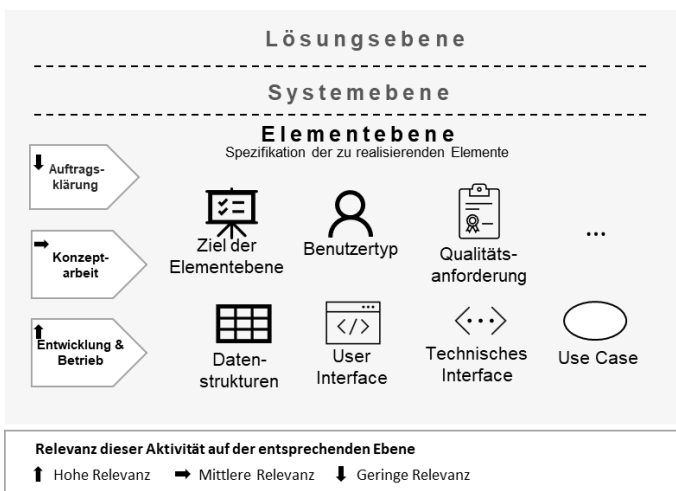 Lösungsebene
Systemebene
Elementebene
Spezifikation der zu realisierenden Elemente
Auftrags-
klärung
Konzept-
arbeit
Entwicklung &
Betrieb
Ziel der
Elementebene
Benutzertyp
Qualitäts-
anforderung
...
Daten-
strukturen
User
Interface
Technisches
Interface
Use Case
Relevanz dieser Aktivität auf der entsprechenden Ebene
Hohe Relevanz
Mittlere Relevanz
Geringe Relevanz